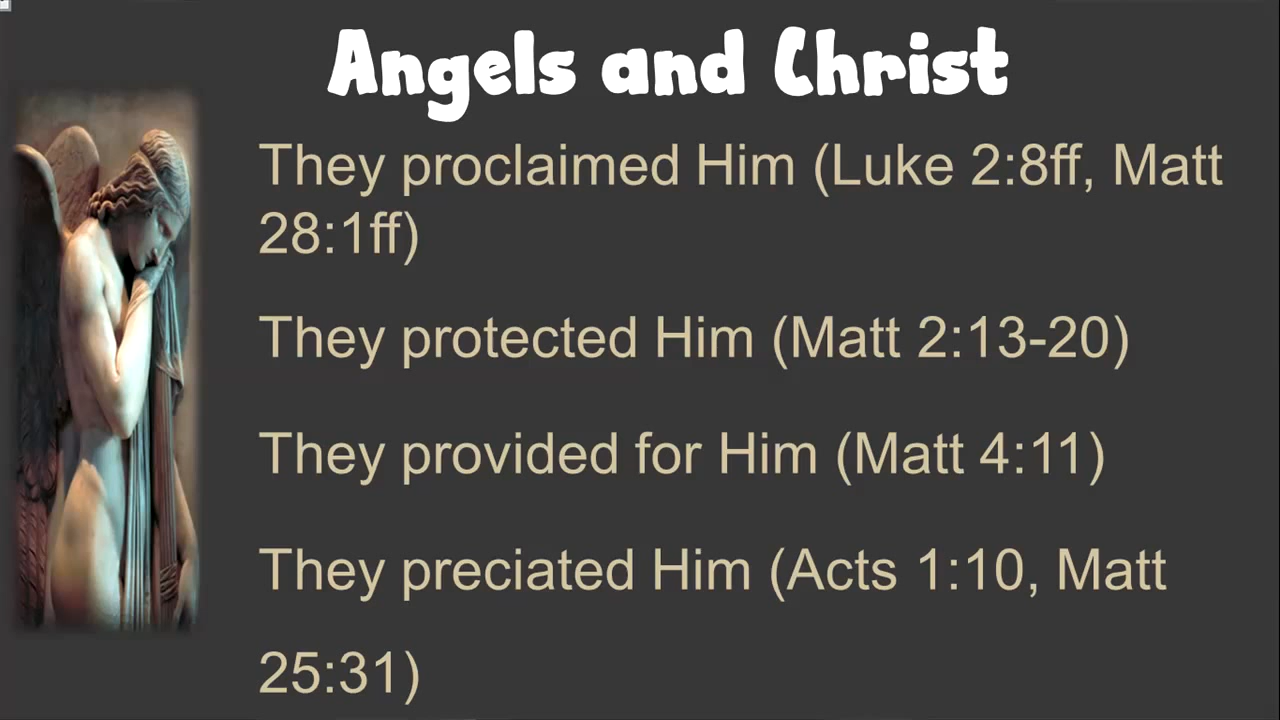 Angels and Christ
They proclaimed Him (Luke 2:8ff, Matt
28:1ff)
They protected Him (Matt 2:13-20)
They provided for Him (Matt 4:11)
They preciated Him (Acts 1:10, Matt
25:31)